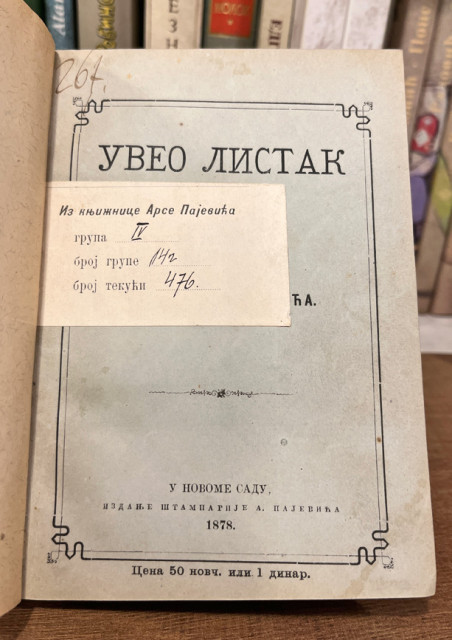 267.
УВЕО ЛИСТАК
Из књижнице Арсе Пајевића
група IV
број групе 142
број текући 476.
ЋА.
У НОВОМЕ САДУ,
ИЗДАЊЕ ШТАМПАРИЈЕ А. ПАЈЕВИЋА
1878.
Цена 50 новч. или 1 динар.